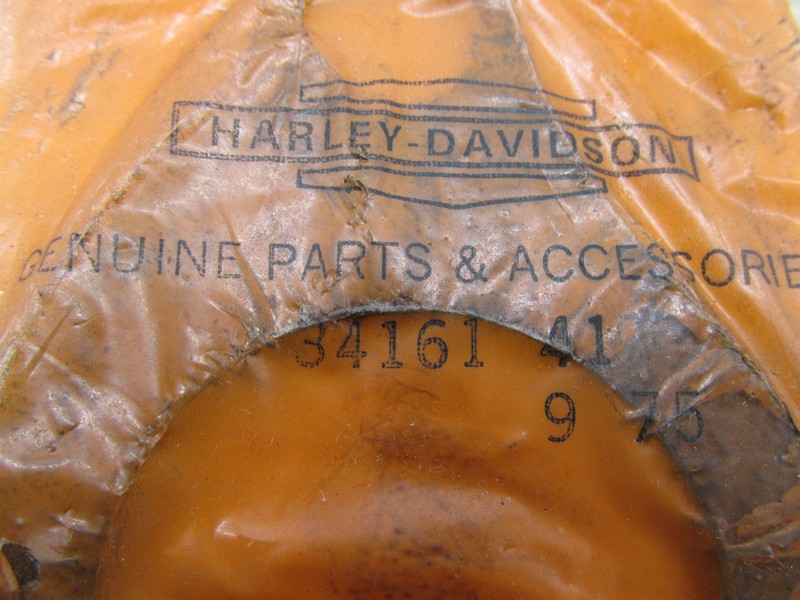 HARLEY-DAVIDSON
GENUINE PARTS & ACCESSORIE
34161 41
9 75